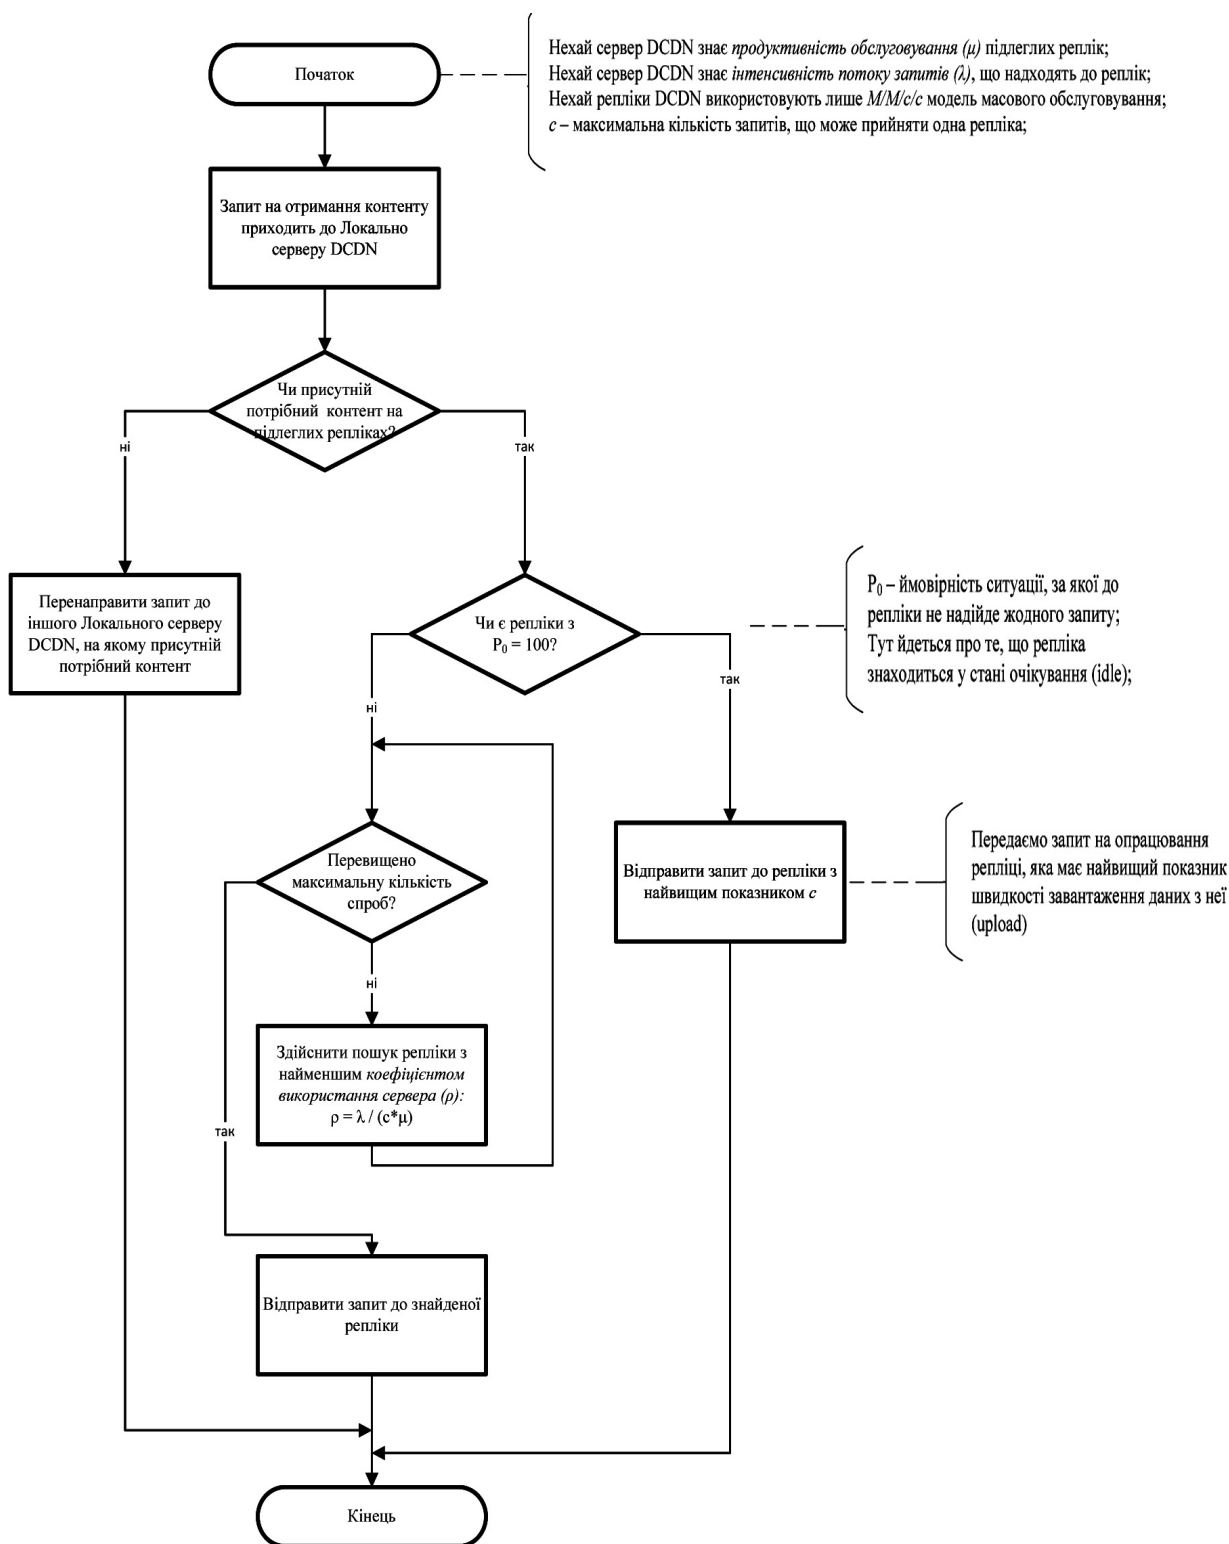 Початок
Нехай сервер DCDN знає продуктивність обслуговування (μ) підлеглих реплік;
Нехай сервер DCDN знає інтенсивність потоку запитів (λ), що надходять до реплік;
Нехай репліки DCDN використовують лише M/M/c/c модель масового обслуговування;
c – максимальна кількість запитів, що може прийняти одна репліка;
Запит на отримання контенту
приходить до Локально
серверу DCDN
Чи присутній
потрібний контент на
підлеглих репліках?
ні
так
Перенаправити запит до
іншого Локального серверу
DCDN, на якому присутній
потрібний контент
Чи є репліки з
P₀ = 100?
P₀ – ймовірність ситуації, за якої до
репліки не надійде жодного запиту;
Тут йдеться про те, що репліка
знаходиться у стані очікування (idle);
ні
так
Перевищено
максимальну кількість
спроб?
Відправити запит до репліки з
найвищим показником c
Передаємо запит на опрацювання
репліці, яка має найвищий показник
швидкості завантаження даних з неї
(upload)
ні
Здійснити пошук репліки з
найменшим коефіцієнтом
використання сервера (ρ):
ρ = λ / (c*μ)
так
Відправити запит до знайденої
репліки
Кінець